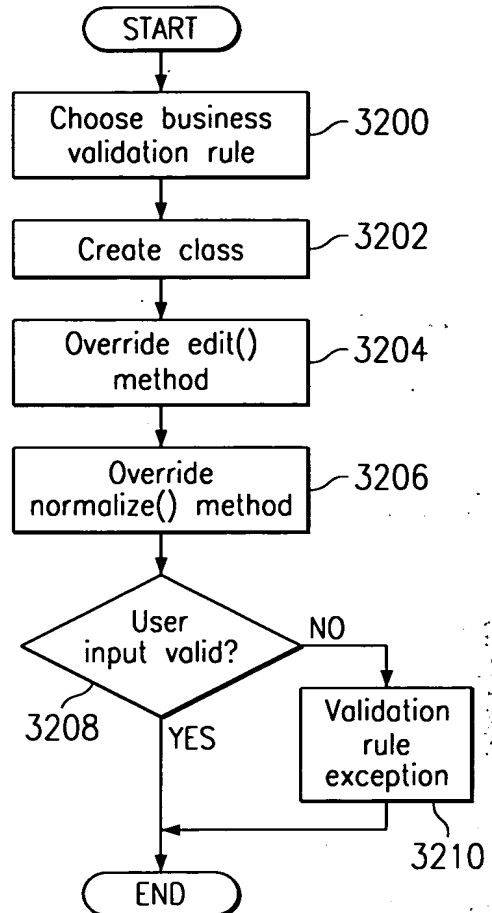 START
Choose business
validation rule
3200
Create class
3202
Override edit()
method
3204
Override
normalize() method
3206
User
input valid?
NO
3208
YES
Validation
rule
exception
3210
END